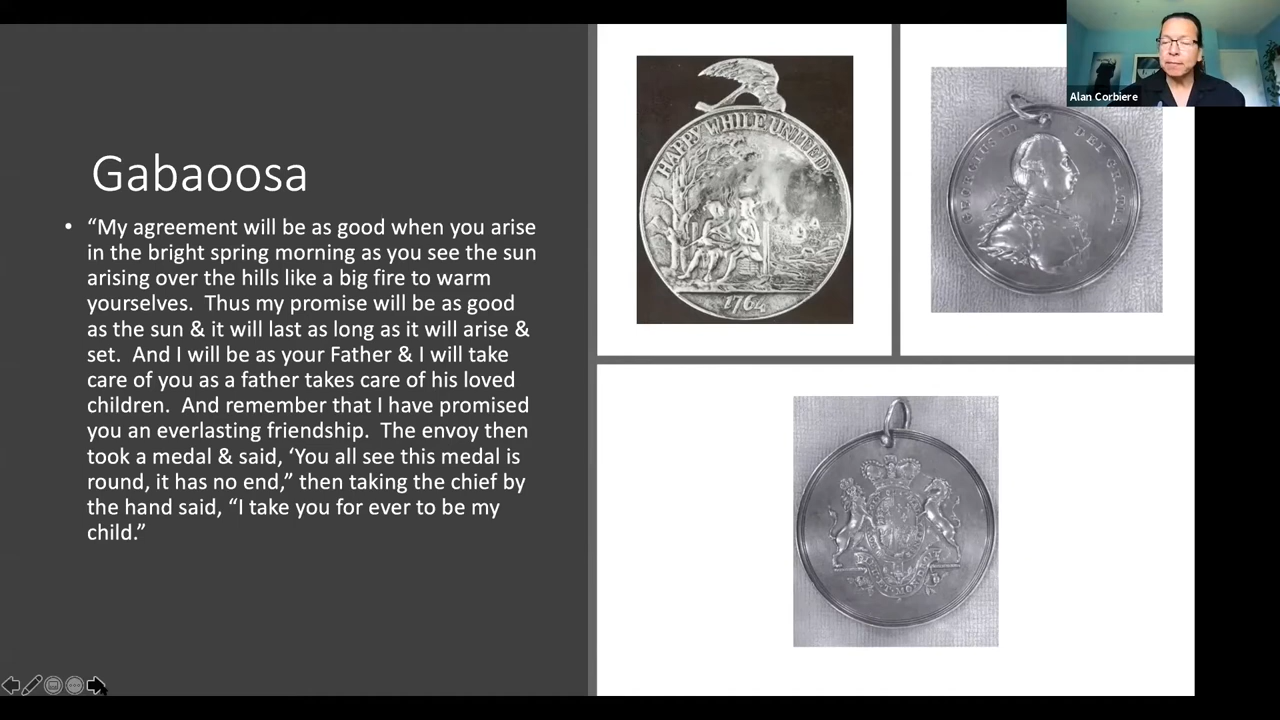 Gabaoosa
• “My agreement will be as good when you arise
in the bright spring morning as you see the sun
arising over the hills like a big fire to warm
yourselves.  Thus my promise will be as good
as the sun & it will last as long as it will arise &
set.  And I will be as your Father & I will take
care of you as a father takes care of his loved
children.  And remember that I have promised
you an everlasting friendship.  The envoy then
took a medal & said, ‘You all see this medal is
round, it has no end,” then taking the chief by
the hand said, “I take you for ever to be my
child.”
HAPPY WHILE UNITED
1764
GEORGIUS III DEI GRATIA
Alan Corbiere